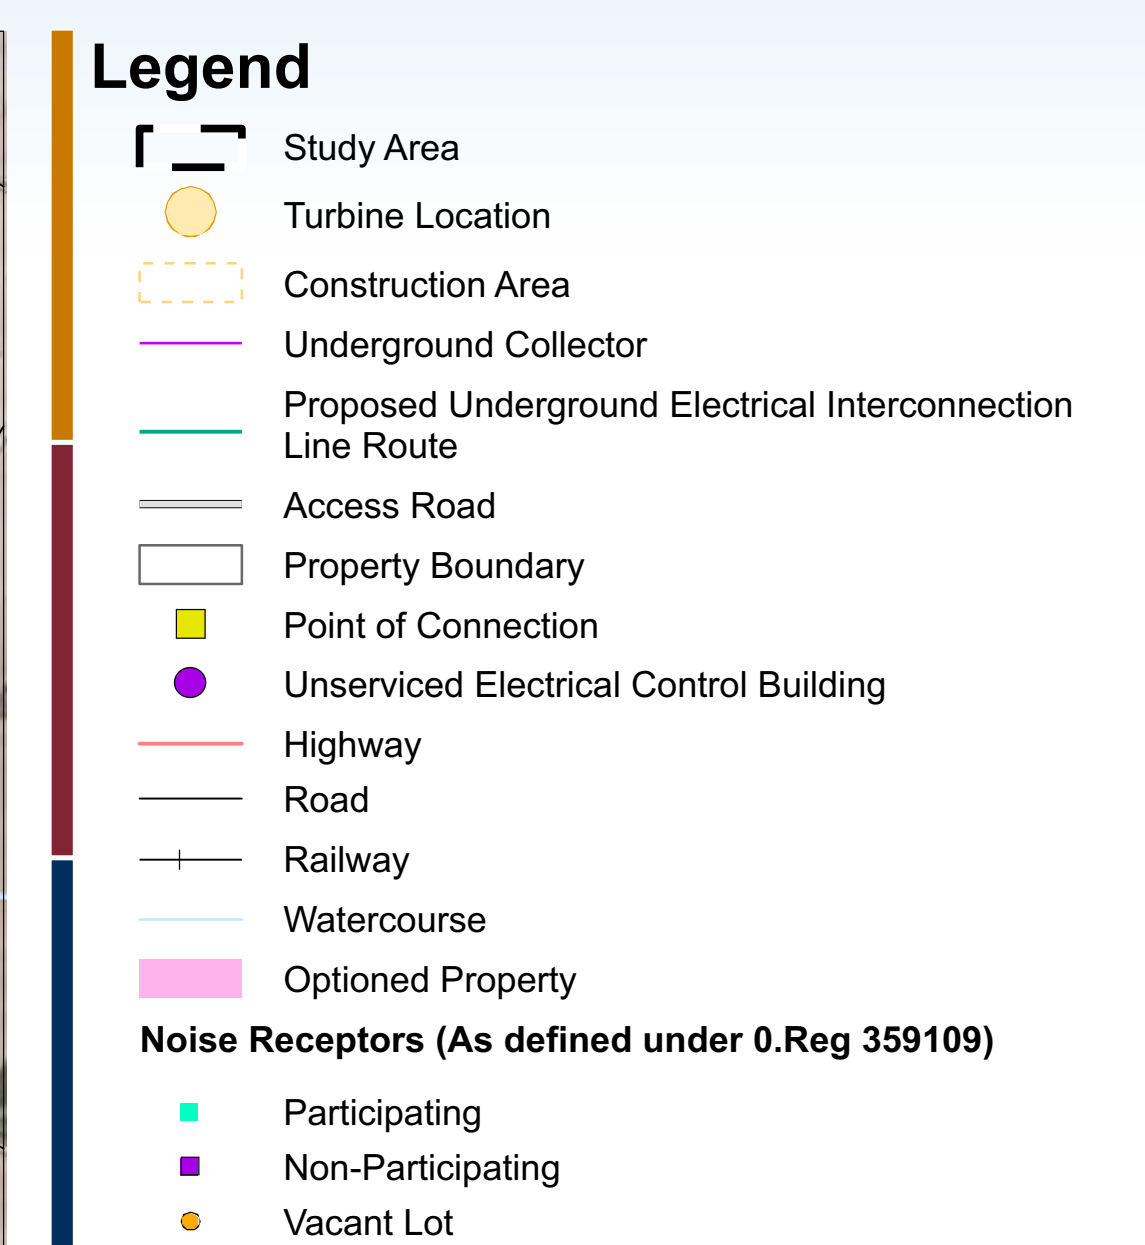 Legend
Study Area
Turbine Location
Construction Area
Underground Collector
Proposed Underground Electrical Interconnection
Line Route
Access Road
Property Boundary
Point of Connection
Unserviced Electrical Control Building
Highway
Road
Railway
Watercourse
Optioned Property
Noise Receptors (As defined under 0.Reg 359109)
Participating
Non-Participating
Vacant Lot